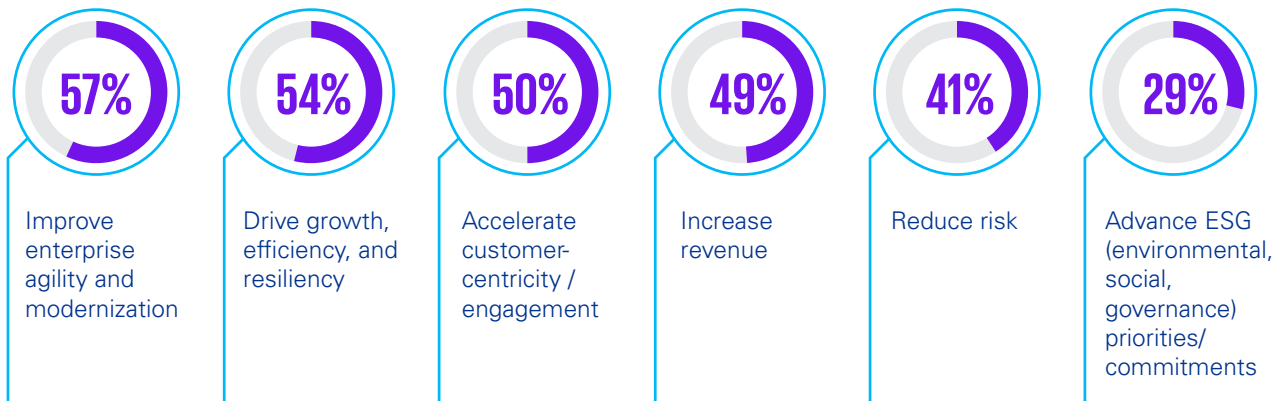 57%
Improve
enterprise
agility and
modernization
54%
Drive growth,
efficiency, and
resiliency
50%
Accelerate
customer-
centricity /
engagement
49%
Increase
revenue
41%
Reduce risk
29%
Advance ESG
(environmental,
social,
governance)
priorities/
commitments